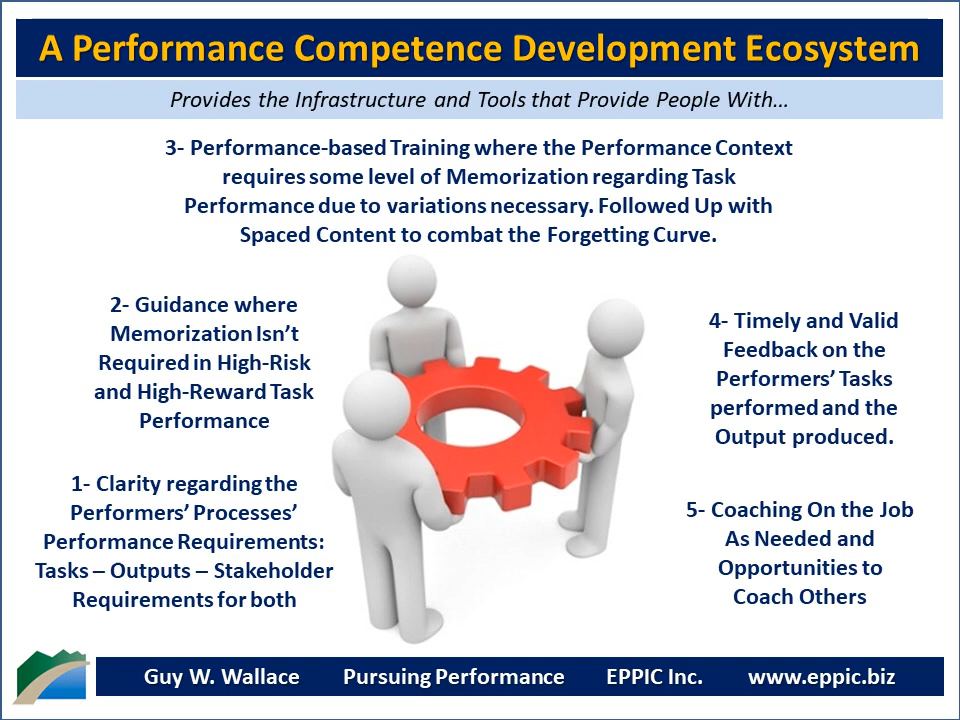 A Performance Competence Development Ecosystem
Provides the Infrastructure and Tools that Provide People With...
3- Performance-based Training where the Performance Context
requires some level of Memorization regarding Task
Performance due to variations necessary. Followed Up with
Spaced Content to combat the Forgetting Curve.
2- Guidance where
Memorization Isn't
Required in High-Risk
and High-Reward Task
Performance
1- Clarity regarding the
Performers' Processes'
Performance Requirements:
Tasks – Outputs – Stakeholder
Requirements for both
4- Timely and Valid
Feedback on the
Performers' Tasks
performed and the
Output produced.
5- Coaching On the Job
As Needed and
Opportunities to
Coach Others
Guy W. Wallace Pursuing Performance EPPIC Inc. www.eppic.biz